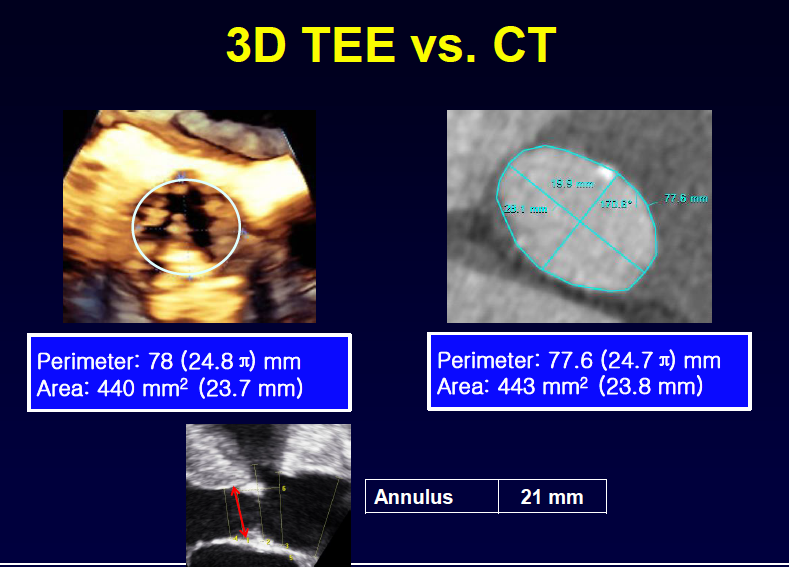 3D TEE vs. CT
19.9 mm
28.1 mm
77.6 mm
Perimeter: 78 (24.8 π) mm
Area: 440 mm² (23.7 mm)
Perimeter: 77.6 (24.7 π) mm
Area: 443 mm² (23.8 mm)
Annulus 21 mm